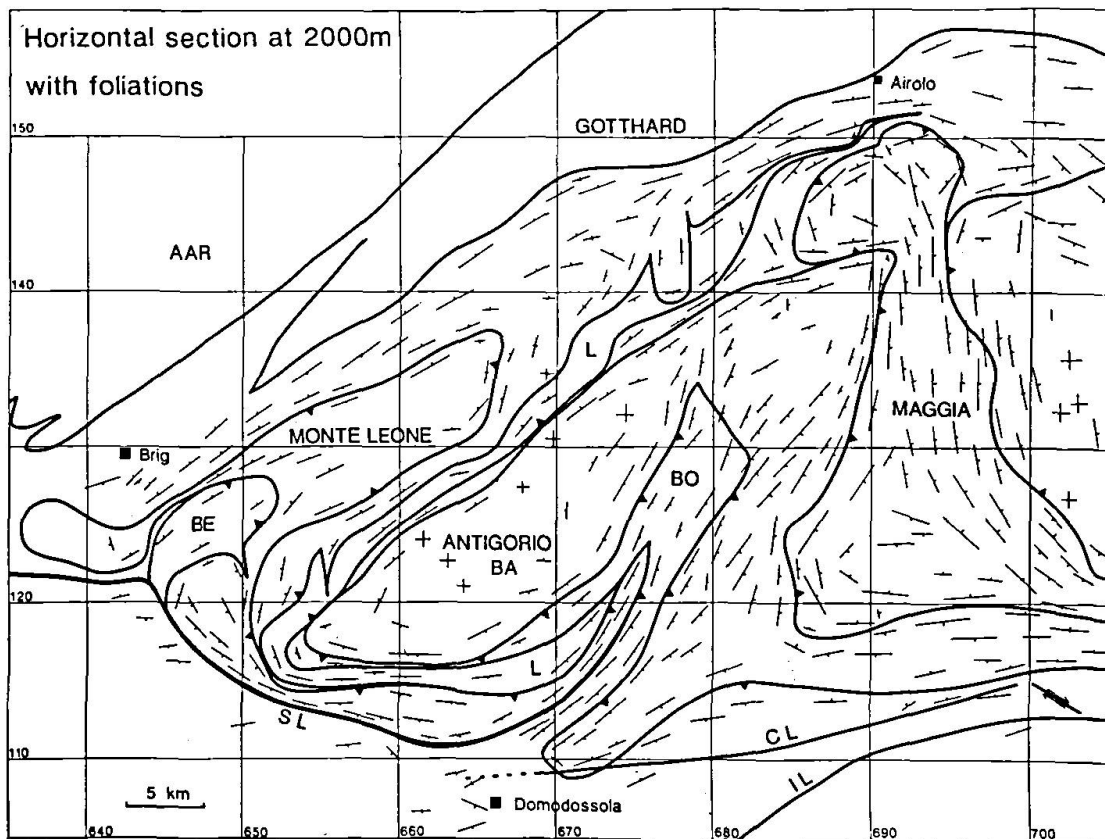 Horizontal section at 2000m
with foliations
Airolo
150
GOTTHARD
AAR
140
L
MONTE LEONE
MAGGIA
Brig
BO
BE
ANTIGORIO
BA
120
L
SL
CL
110
IL
5 km
Domodossola
640
650
660
670
680
690
700